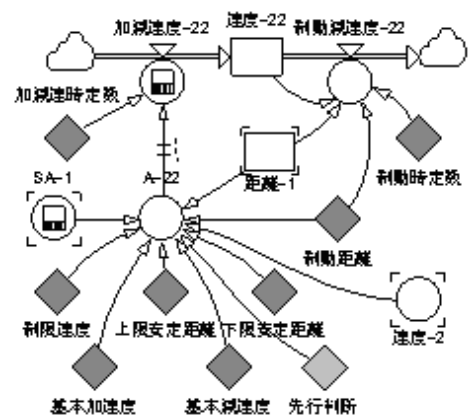 加減速度-22
速度-22
制動減速度-22
加減速時定数
SA-1
A-22
距離-1
制動時定数
制動距離
制限速度
上限安定距離
下限安定距離
速度-2
基本加速度
基本減速度
先行判断